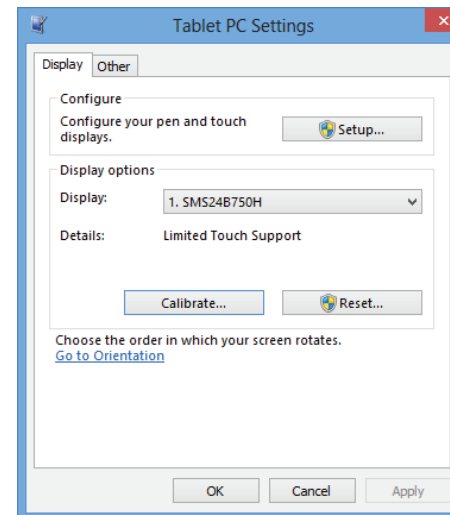 Tablet PC Settings
Display Other
Configure
Configure your pen and touch
displays.
Setup...
Display options
Display: 1. SMS24B750H
Details: Limited Touch Support
Calibrate... Reset...
Choose the order in which your screen rotates.
Go to Orientation
OK Cancel Apply